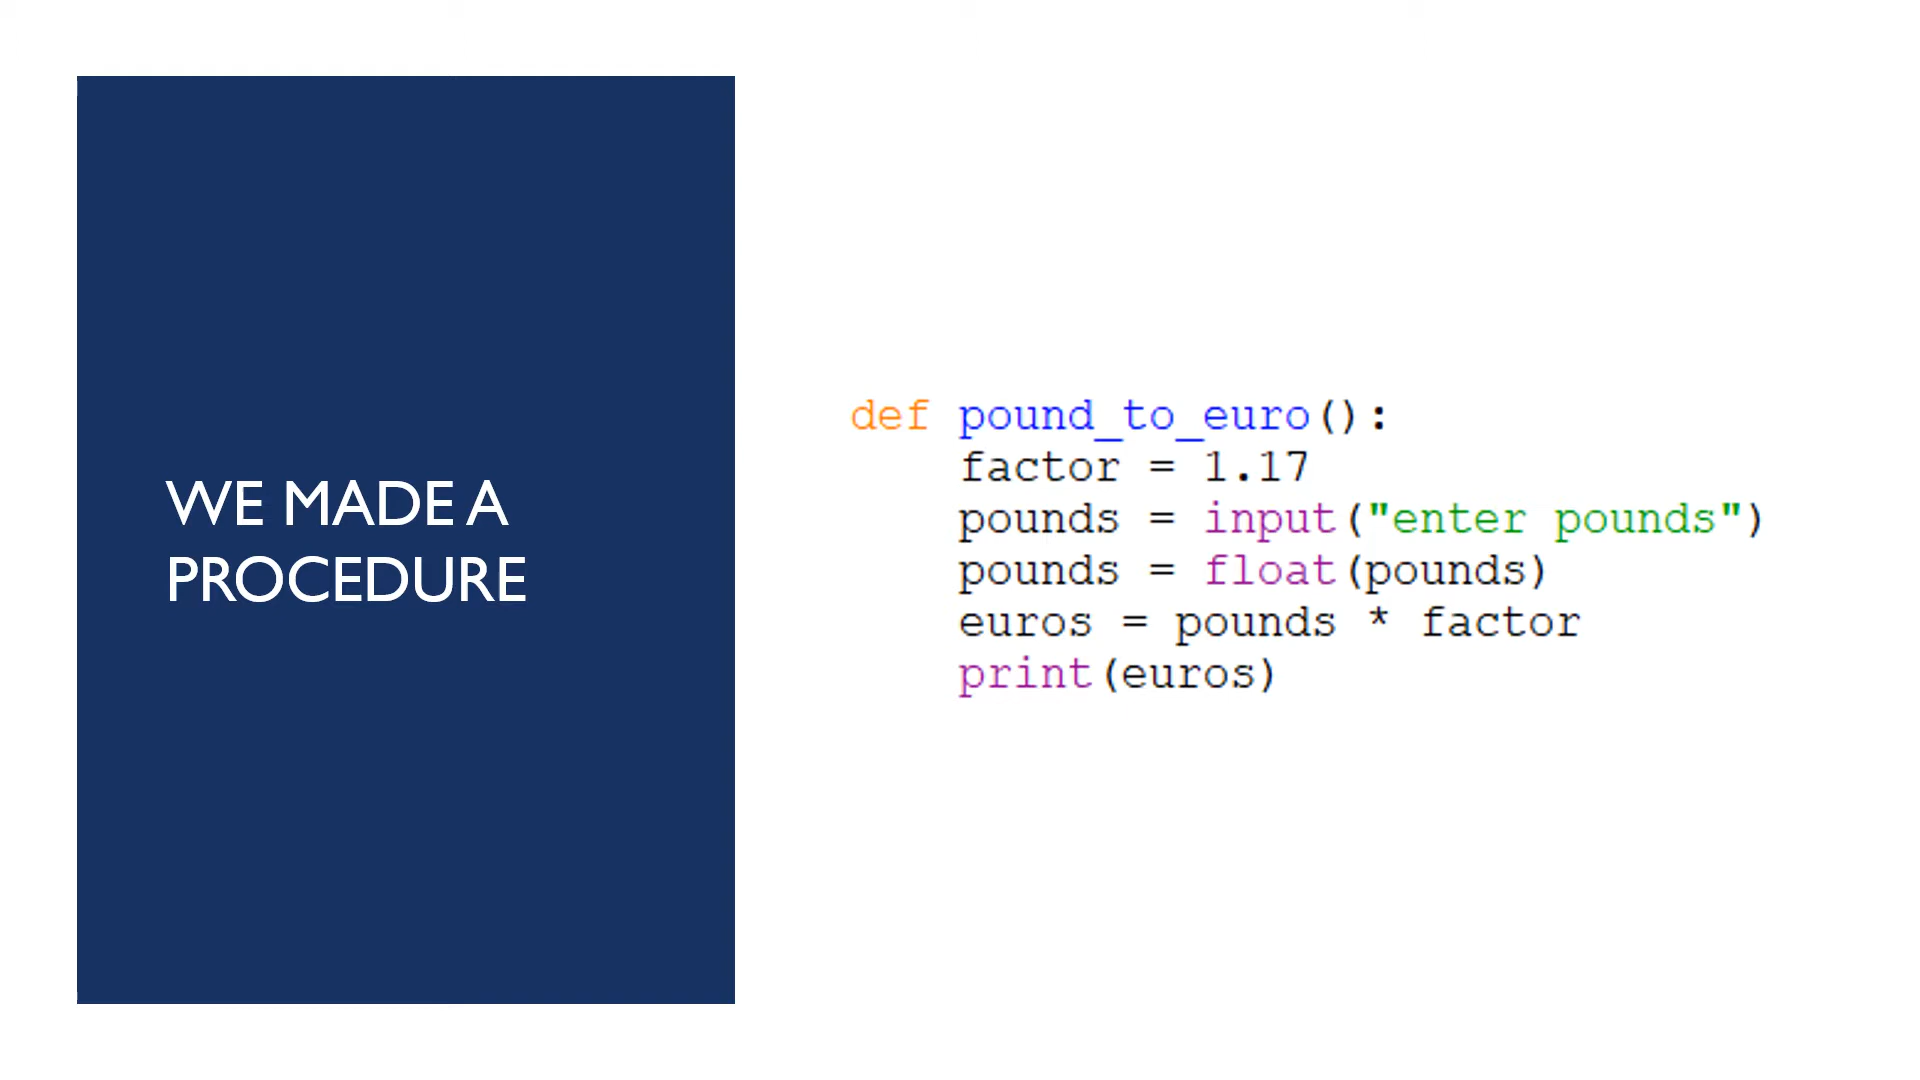 WE MADE A
PROCEDURE
def pound_to_euro():
    factor = 1.17
    pounds = input("enter pounds")
    pounds = float(pounds)
    euros = pounds * factor
    print(euros)